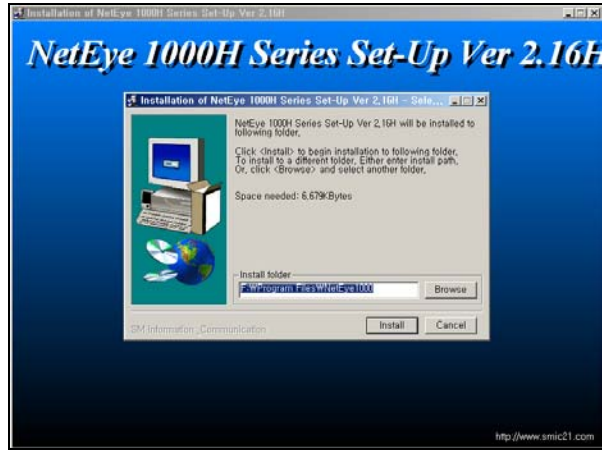 Installation of NetEye 1000H Series Set-Up Ver 2,16H
NetEye 1000H Series Set-Up Ver 2.16H
Installation of NetEye 1000H Series Set-Up Ver 2,16H - Sele...
NetEye 1000H Series Set-Up Ver 2,16H will be installed to
following folder,
Click <Install> to begin installation to following folder,
To install to a different folder, Either enter install path,
Or, click <Browse> and select another folder,
Space needed: 6,679KBytes
Install folder
F:₩Program Files₩NetEye1000
Browse
SM Information ,Communication
Install
Cancel
http://www.smic21.com